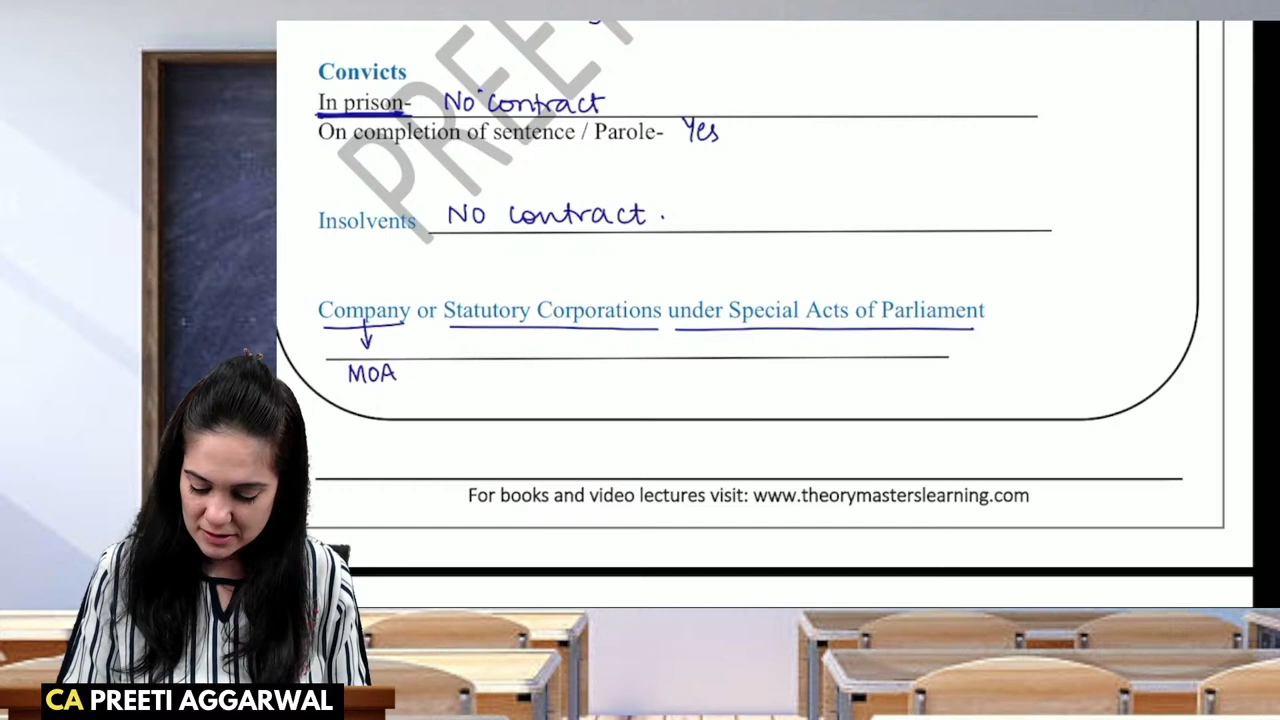 Convicts
In prison- No contract
On completion of sentence / Parole- Yes
Insolvents No contract.
Company or Statutory Corporations under Special Acts of Parliament
MOA
For books and video lectures visit: www.theorymasterslearning.com
CA PREETI AGGARWAL